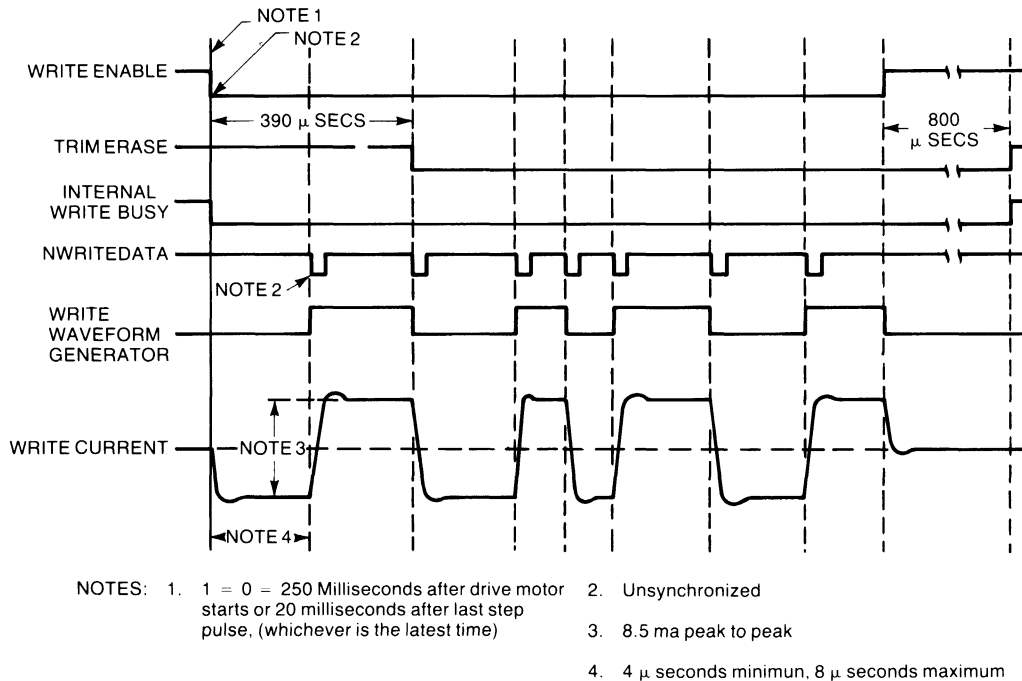 NOTE 1
NOTE 2
WRITE ENABLE
390 μ SECS
800
μ SECS
TRIM ERASE
INTERNAL
WRITE BUSY
NWRITEDATA
NOTE 2
WRITE
WAVEFORM
GENERATOR
WRITE CURRENT
NOTE 3
NOTE 4
NOTES: 1. 1 = 0 = 250 Milliseconds after drive motor
starts or 20 milliseconds after last step
pulse, (whichever is the latest time)
2. Unsynchronized
3. 8.5 ma peak to peak
4. 4 μ seconds minimun, 8 μ seconds maximum